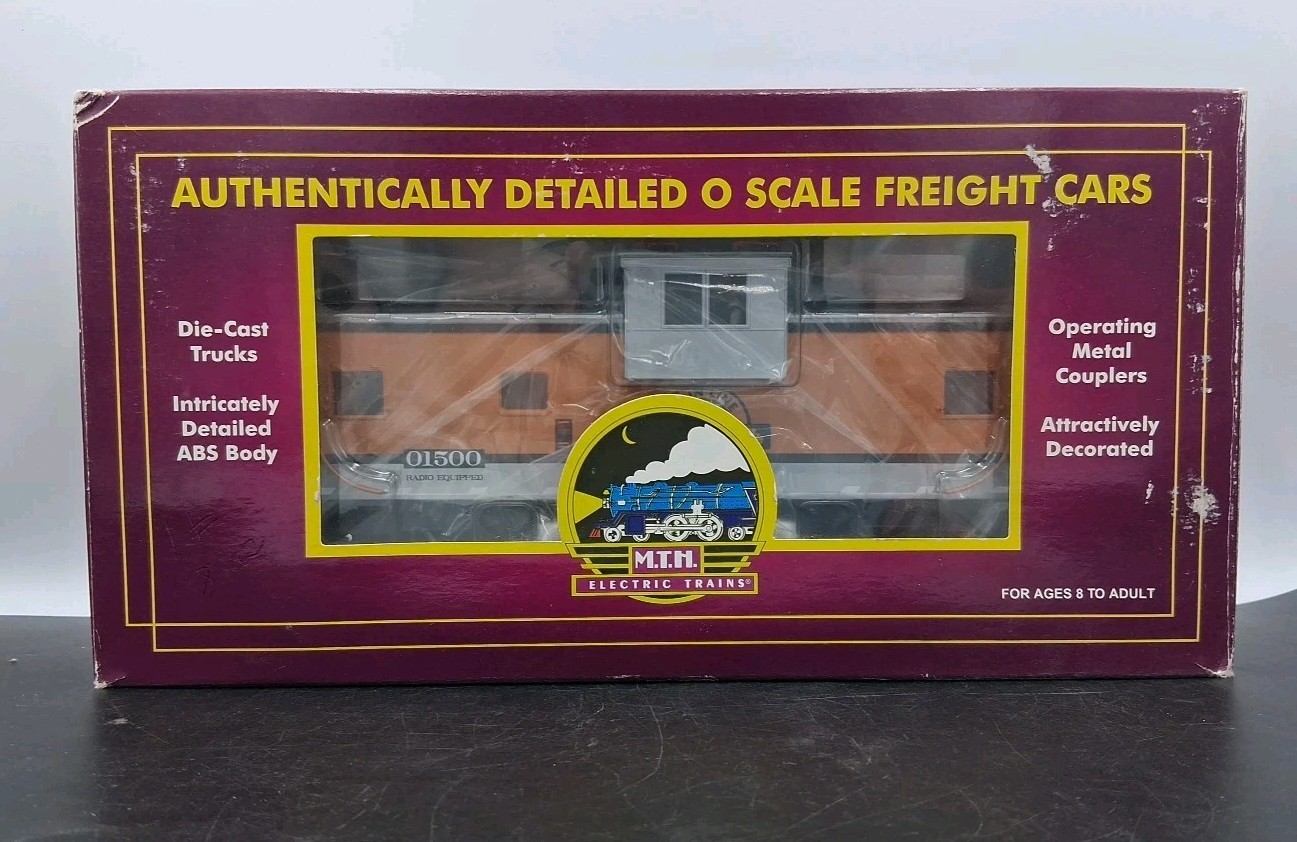 AUTHENTICALLY DETAILED O SCALE FREIGHT CARS
Die-Cast
Trucks
Intricately
Detailed
ABS Body
Operating
Metal
Couplers
Attractively
Decorated
01500
RADIO EQUIPPED
M.T.H.
ELECTRIC TRAINS®
FOR AGES 8 TO ADULT